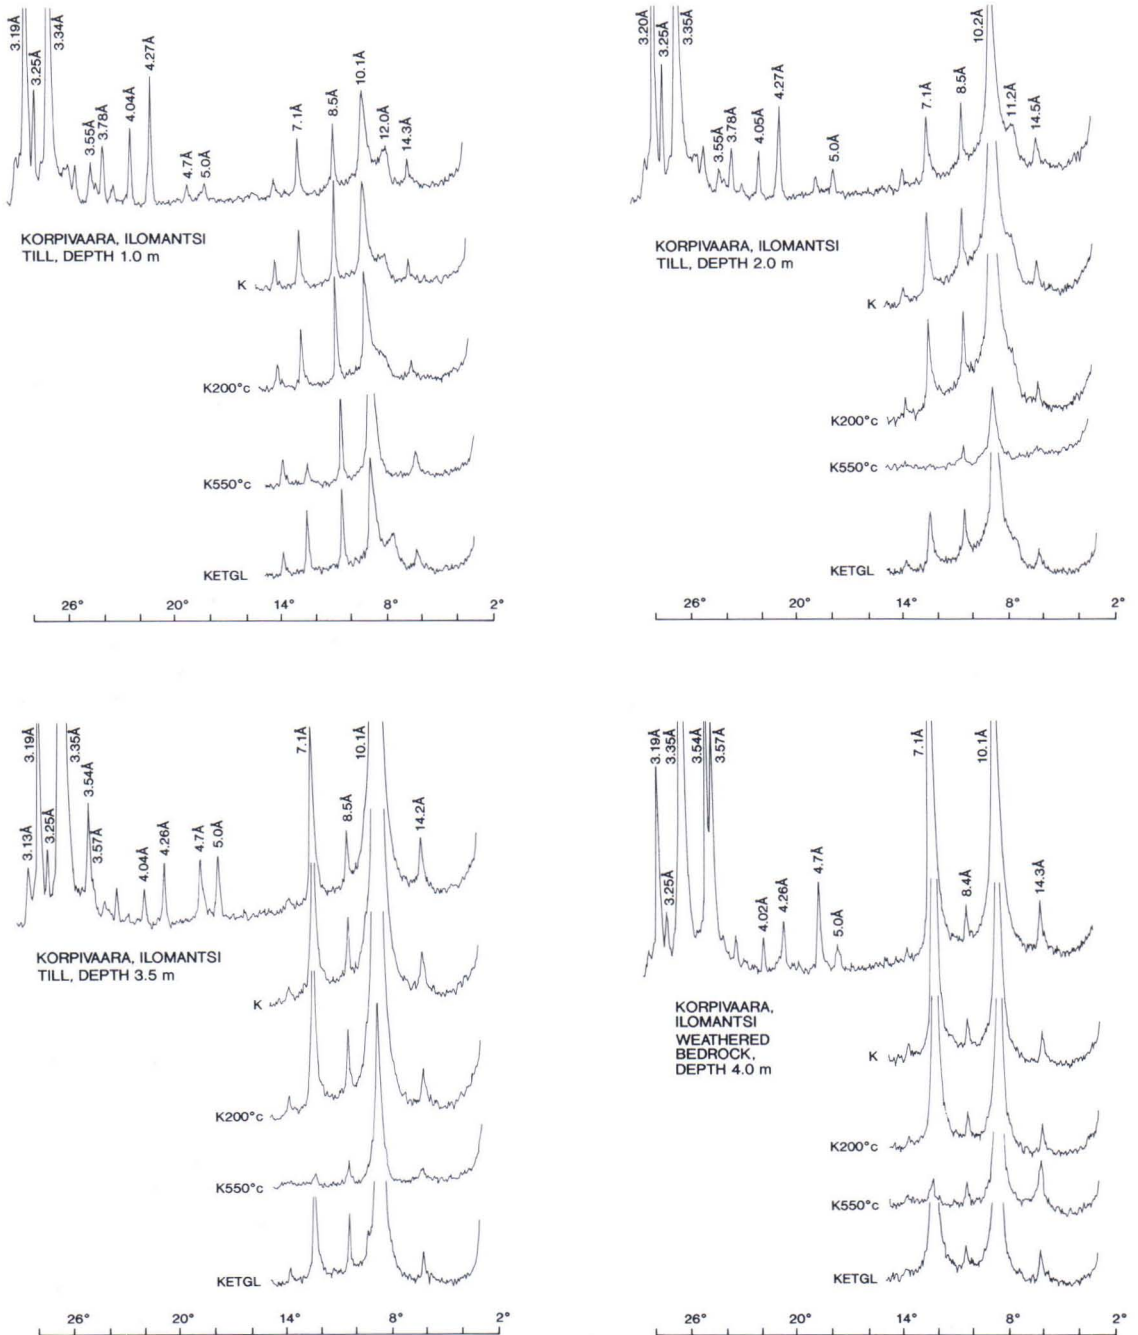 3.19Å
3.25Å
3.34Å
3.55Å
3.78Å
4.04Å
4.27Å
4.7Å
5.0Å
7.1Å
8.5Å
10.1Å
12.0Å
14.3Å
KORPIVAARA, ILOMANTSI
TILL, DEPTH 1.0 m
K
K200°c
K550°c
KETGL
26° 20° 14° 8° 2°
3.20Å
3.25Å
3.35Å
3.55Å
3.78Å
4.05Å
4.27Å
5.0Å
7.1Å
8.5Å
10.2Å
11.2Å
14.5Å
KORPIVAARA, ILOMANTSI
TILL, DEPTH 2.0 m
K
K200°c
K550°c
KETGL
26° 20° 14° 8° 2°
3.13Å
3.19Å
3.25Å
3.35Å
3.54Å
3.57Å
4.04Å
4.26Å
4.7Å
5.0Å
7.1Å
8.5Å
10.1Å
14.2Å
KORPIVAARA, ILOMANTSI
TILL, DEPTH 3.5 m
K
K200°c
K550°c
KETGL
26° 20° 14° 8° 2°
3.19Å
3.25Å
3.35Å
3.54Å
3.57Å
4.02Å
4.26Å
4.7Å
5.0Å
7.1Å
8.4Å
10.1Å
14.3Å
KORPIVAARA,
ILOMANTSI
WEATHERED
BEDROCK,
DEPTH 4.0 m
K
K200°c
K550°c
KETGL
26° 20° 14° 8° 2°